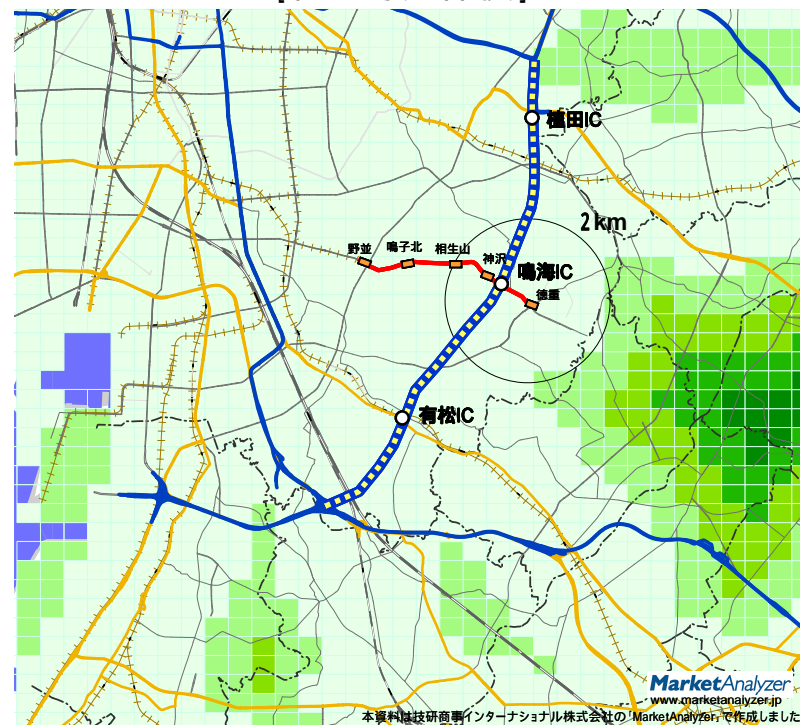 植田IC
2km
野並
鳴子北
相生山
神沢
鳴海IC
徳重
有松IC
MarketAnalyzer
www.marketanalyzer.jp
本資料は技研商事インターナショナル株式会社の「MarketAnalyzer」で作成しました